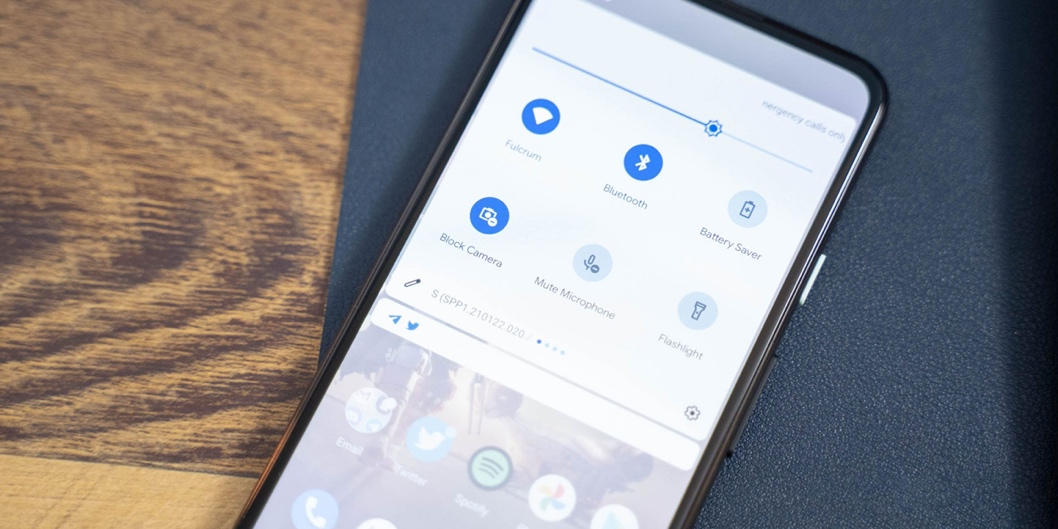 nergency calls only
Fulcrum
Bluetooth
Battery Saver
Block Camera
Mute Microphone
Flashlight
S (SPP1.210122.020
Email
Twitter
Spotify